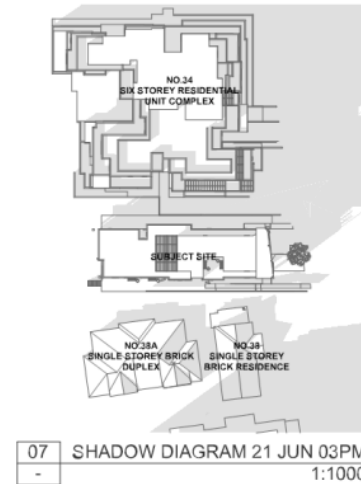 NO.34
SIX STOREY RESIDENTIAL
UNIT COMPLEX
SUBJECT SITE
NO.38A
SINGLE STOREY BRICK
DUPLEX
NO.38
SINGLE STOREY
BRICK RESIDENCE
07 SHADOW DIAGRAM 21 JUN 03PM
- 1:1000